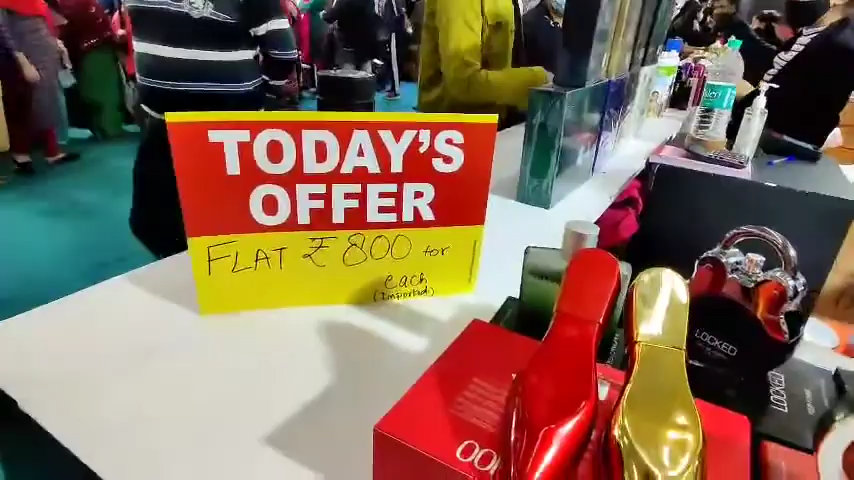 TODAY'S
OFFER
FLAT ₹ 800 for
each
(Imported)
LOCKED
LOCKED